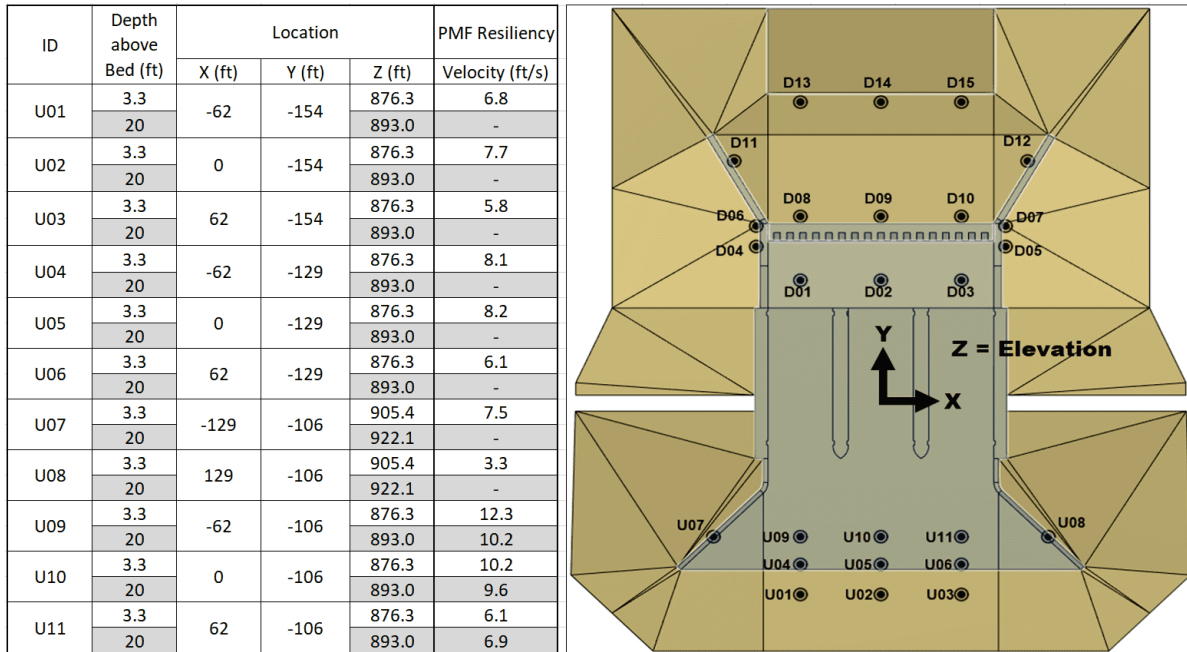 ID Depth above Bed (ft) Location PMF Resiliency
X (ft) Y (ft) Z (ft) Velocity (ft/s)
U01 3.3 -62 -154 876.3 6.8
20 893.0 -
U02 3.3 0 -154 876.3 7.7
20 893.0 -
U03 3.3 62 -154 876.3 5.8
20 893.0 -
U04 3.3 -62 -129 876.3 8.1
20 893.0 -
U05 3.3 0 -129 876.3 8.2
20 893.0 -
U06 3.3 62 -129 876.3 6.1
20 893.0 -
U07 3.3 -129 -106 905.4 7.5
20 922.1 -
U08 3.3 129 -106 905.4 3.3
20 922.1 -
U09 3.3 -62 -106 876.3 12.3
20 893.0 10.2
U10 3.3 0 -106 876.3 10.2
20 893.0 9.6
U11 3.3 62 -106 876.3 6.1
20 893.0 6.9
D13 D14 D15
D11 D12
D08 D09 D10
D06 D07
D04 D05
D01 D02 D03
Y
Z = Elevation
X
U07 U08
U09 U10 U11
U04 U05 U06
U01 U02 U03